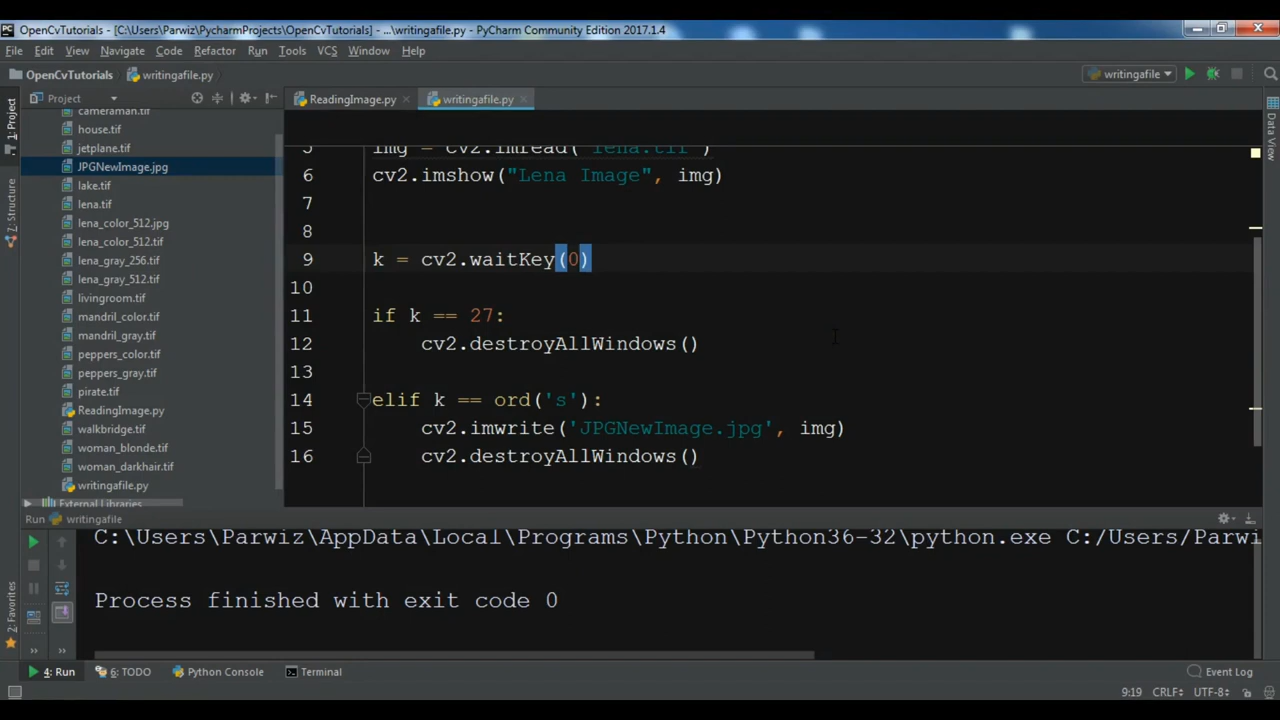 OpenCvTutorials - [C:\Users\Parwiz\PycharmProjects\OpenCvTutorials] - ...\writingafile.py - PyCharm Community Edition 2017.1.4
File Edit View Navigate Code Refactor Run Tools VCS Window Help
OpenCvTutorials writingafile.py writingafile
Project ReadingImage.py writingafile.py
1: Project
Z: Structure
2: Favorites
Data View
cameraman.tif
house.tif
jetplane.tif
JPGNewImage.jpg
lake.tif
lena.tif
lena_color_512.jpg
lena_color_512.tif
lena_gray_256.tif
lena_gray_512.tif
livingroom.tif
mandril_color.tif
mandril_gray.tif
peppers_color.tif
peppers_gray.tif
pirate.tif
ReadingImage.py
walkbridge.tif
woman_blonde.tif
woman_darkhair.tif
writingafile.py
External Libraries
5 img = cv2.imread("lena.tif")
6 cv2.imshow("Lena Image", img)
7
8
9 k = cv2.waitKey(0)
10
11 if k == 27:
12 cv2.destroyAllWindows()
13
14 elif k == ord('s'):
15 cv2.imwrite('JPGNewImage.jpg', img)
16 cv2.destroyAllWindows()
Run writingafile
C:\Users\Parwiz\AppData\Local\Programs\Python\Python36-32\python.exe C:/Users/Parwi
Process finished with exit code 0
4: Run 6: TODO Python Console Terminal Event Log
9:19 CRLF UTF-8